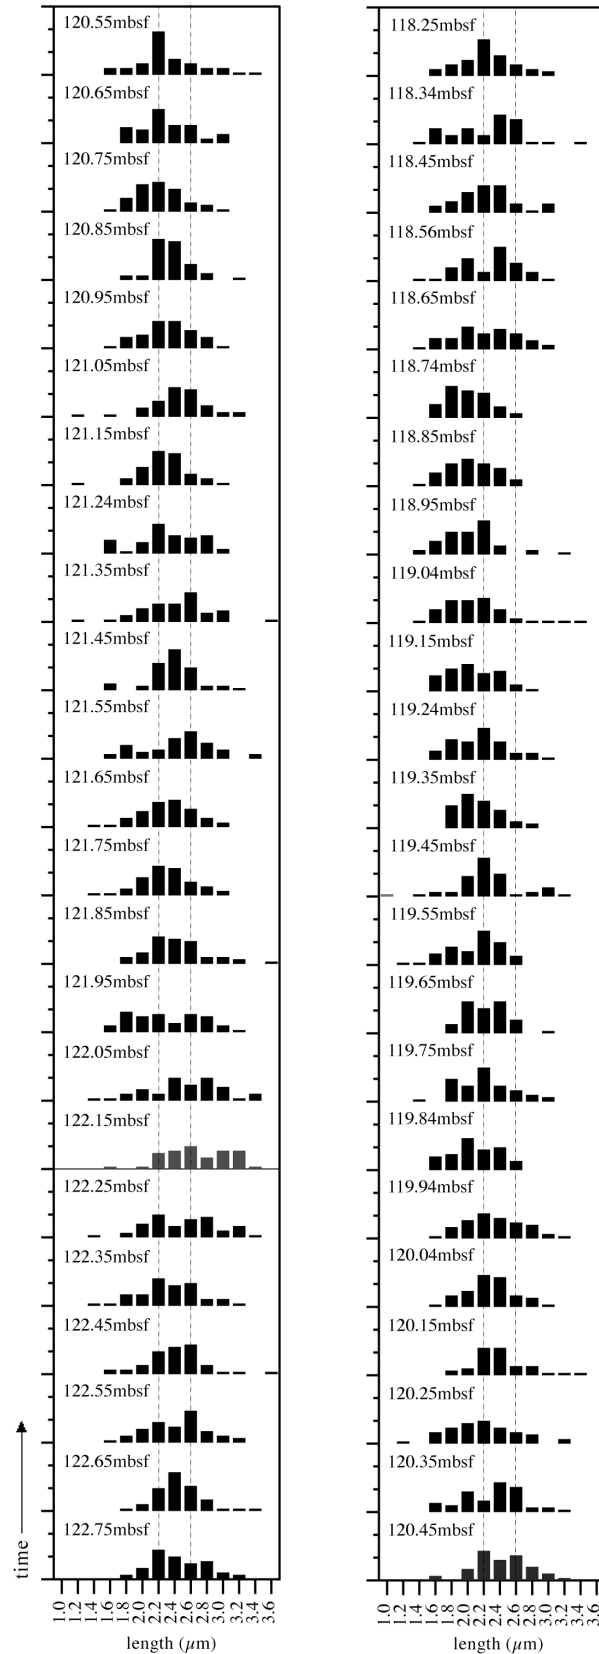 120.55mbsf
120.65mbsf
120.75mbsf
120.85mbsf
120.95mbsf
121.05mbsf
121.15mbsf
121.24mbsf
121.35mbsf
121.45mbsf
121.55mbsf
121.65mbsf
121.75mbsf
121.85mbsf
121.95mbsf
122.05mbsf
122.15mbsf
122.25mbsf
122.35mbsf
122.45mbsf
122.55mbsf
122.65mbsf
122.75mbsf
time
1.0 1.2 1.4 1.6 1.8 2.0 2.2 2.4 2.6 2.8 3.0 3.2 3.4 3.6
length (μm)
118.25mbsf
118.34mbsf
118.45mbsf
118.56mbsf
118.65mbsf
118.74mbsf
118.85mbsf
118.95mbsf
119.04mbsf
119.15mbsf
119.24mbsf
119.35mbsf
119.45mbsf
119.55mbsf
119.65mbsf
119.75mbsf
119.84mbsf
119.94mbsf
120.04mbsf
120.15mbsf
120.25mbsf
120.35mbsf
120.45mbsf
1.0 1.2 1.4 1.6 1.8 2.0 2.2 2.4 2.6 2.8 3.0 3.2 3.4 3.6
length (μm)